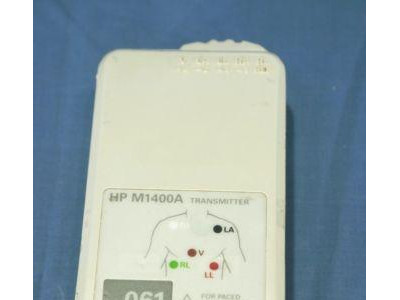 HP M1400A TRANSMITTER
LA
V
RL
LL
061
FOR PACED